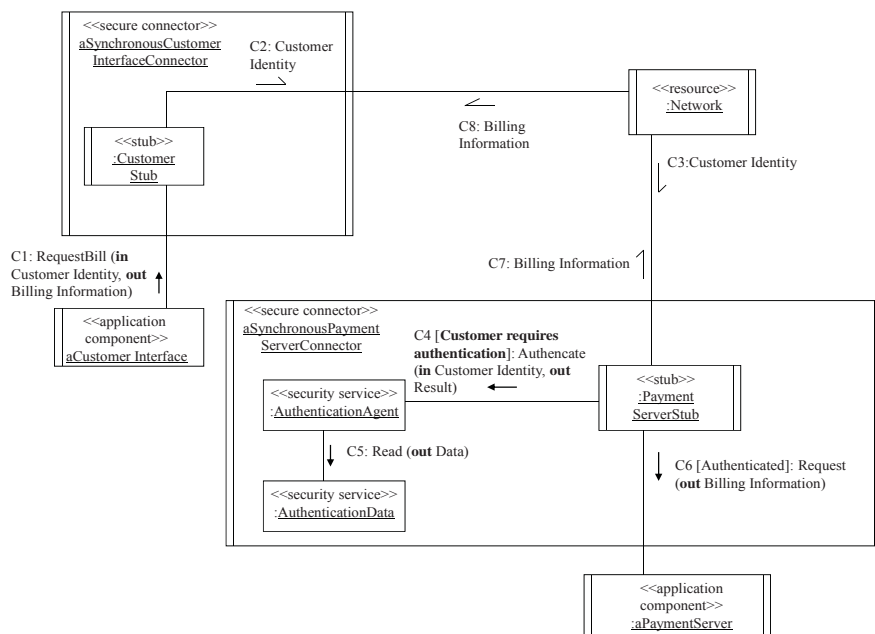 <<secure connector>>
aSynchronousCustomer
InterfaceConnector
C2: Customer
Identity
<<resource>>
:Network
C8: Billing
Information
<<stub>>
:Customer
Stub
C3:Customer Identity
C1: RequestBill (in
Customer Identity, out
Billing Information)
C7: Billing Information
<<application
component>>
aCustomer Interface
<<secure connector>>
aSynchronousPayment
ServerConnector
C4 [Customer requires
authentication]: Authencate
(in Customer Identity, out
Result)
<<security service>>
:AuthenticationAgent
<<stub>>
:Payment
ServerStub
C5: Read (out Data)
C6 [Authenticated]: Request
(out Billing Information)
<<security service>>
:AuthenticationData
<<application
component>>
:aPaymentServer